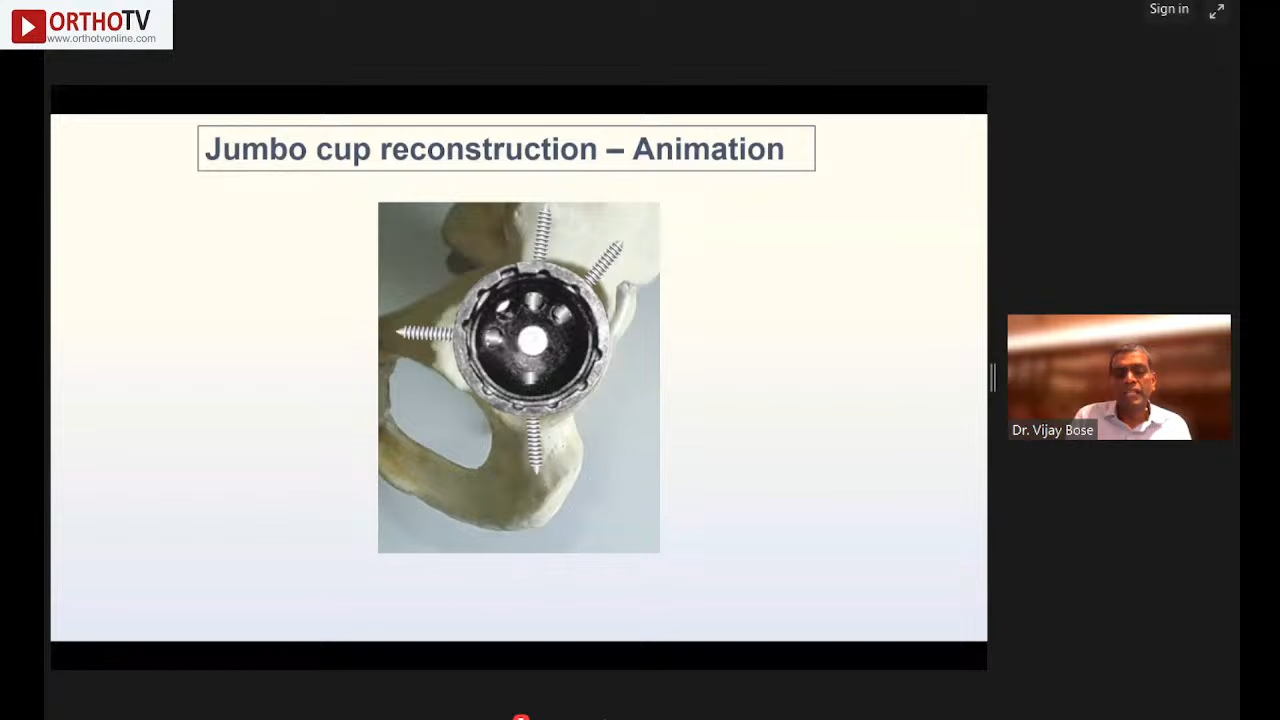 ORTHOTV
www.orthotvonline.com
Sign in
Jumbo cup reconstruction – Animation
Dr. Vijay Bose